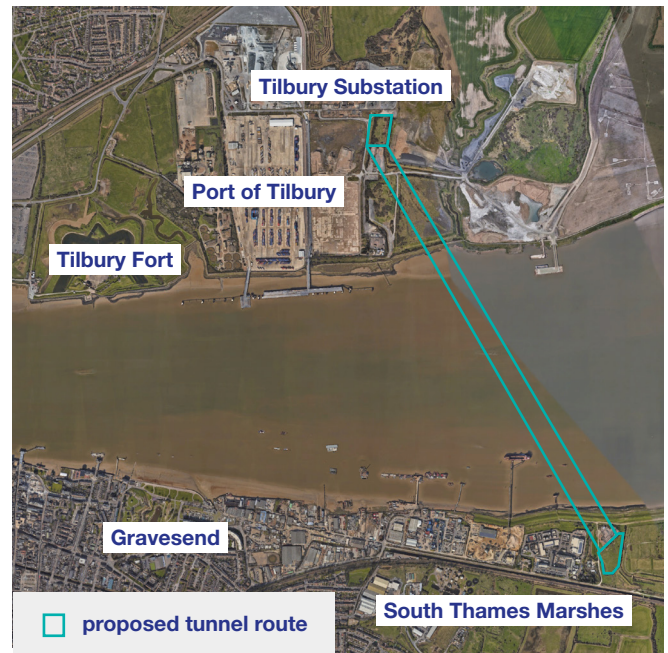 Tilbury Substation
Port of Tilbury
Tilbury Fort
Gravesend
South Thames Marshes
proposed tunnel route